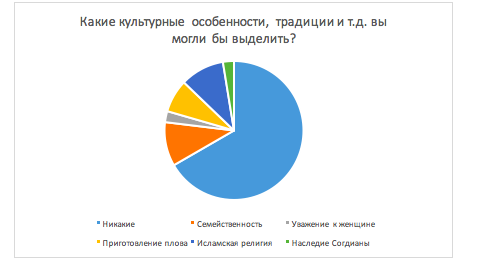 Какие культурные особенности, традиции и т.д. вы
могли бы выделить?
Никакие Семейственность Уважение к женщине
Приготовление плова Исламская религия Наследие Согдианы